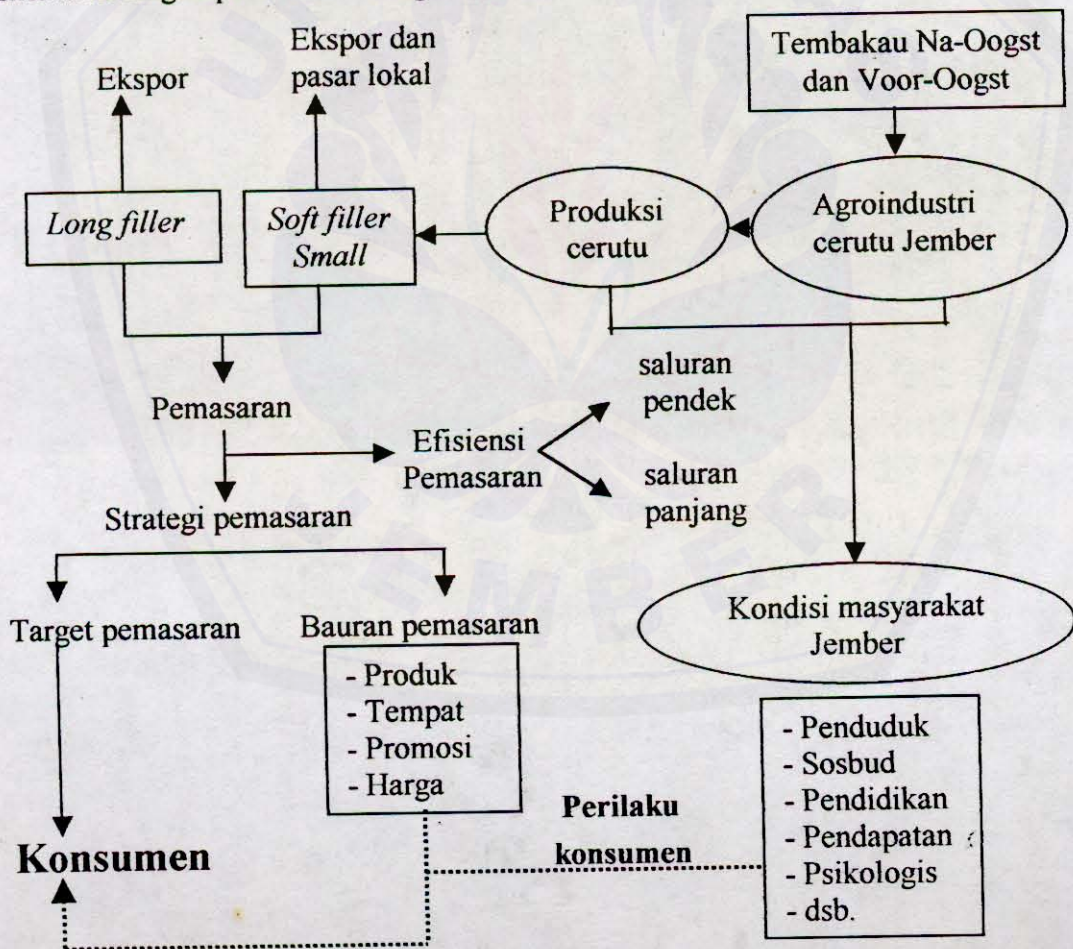 Ekspor
Ekspor dan
pasar lokal
Tembakau Na-Oogst
dan Voor-Oogst
Long filler
Soft filler
Small
Produksi
cerutu
Agroindustri
cerutu Jember
Pemasaran
Efisiensi
Pemasaran
saluran
pendek
saluran
panjang
Strategi pemasaran
Target pemasaran
Bauran pemasaran
- Produk
- Tempat
- Promosi
- Harga
Kondisi masyarakat
Jember
- Penduduk
- Sosbud
- Pendidikan
- Pendapatan
- Psikologis
- dsb.
Perilaku
konsumen
Konsumen
JEMBER